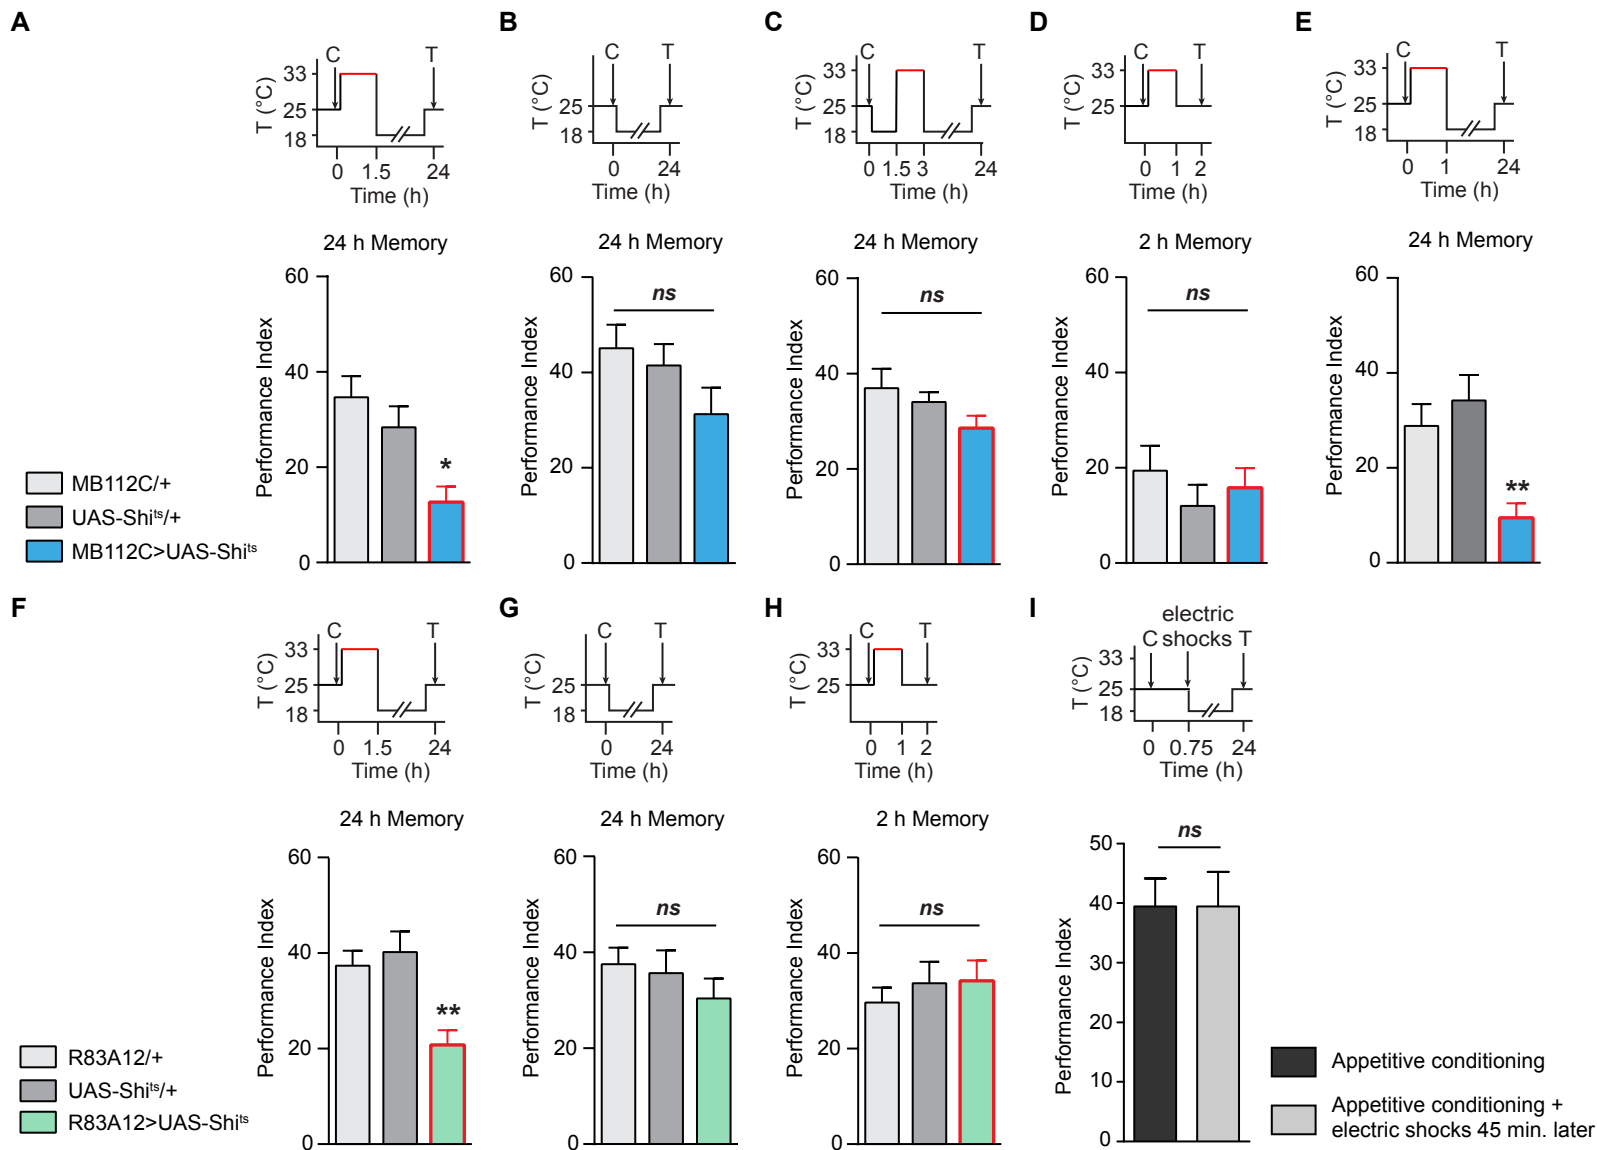 A
C T
33
25
18
T (°C)
0 1.5 24
Time (h)
24 h Memory
60
40
20
0
Performance Index
*
MB112C/+
UAS-Shiᵗˢ/+
MB112C>UAS-Shiᵗˢ
B
C T
25
18
T (°C)
0 24
Time (h)
24 h Memory
60
40
20
0
Performance Index
ns
C
C T
33
25
18
T (°C)
0 1.5 3 24
Time (h)
24 h Memory
60
40
20
0
Performance Index
ns
D
C T
33
25
T (°C)
0 1 2
Time (h)
2 h Memory
60
40
20
0
Performance Index
ns
E
C T
33
25
18
T (°C)
0 1 24
Time (h)
24 h Memory
60
40
20
0
Performance Index
**
F
C T
33
25
18
T (°C)
0 1.5 24
Time (h)
24 h Memory
60
40
20
0
Performance Index
**
R83A12/+
UAS-Shiᵗˢ/+
R83A12>UAS-Shiᵗˢ
G
C T
25
18
T (°C)
0 24
Time (h)
24 h Memory
60
40
20
0
Performance Index
ns
H
C T
33
25
T (°C)
0 1 2
Time (h)
2 h Memory
60
40
20
0
Performance Index
ns
I
electric
C shocks T
33
25
18
T (°C)
0 0.75 24
Time (h)
50
40
30
20
10
0
Performance Index
ns
Appetitive conditioning
Appetitive conditioning +
electric shocks 45 min. later